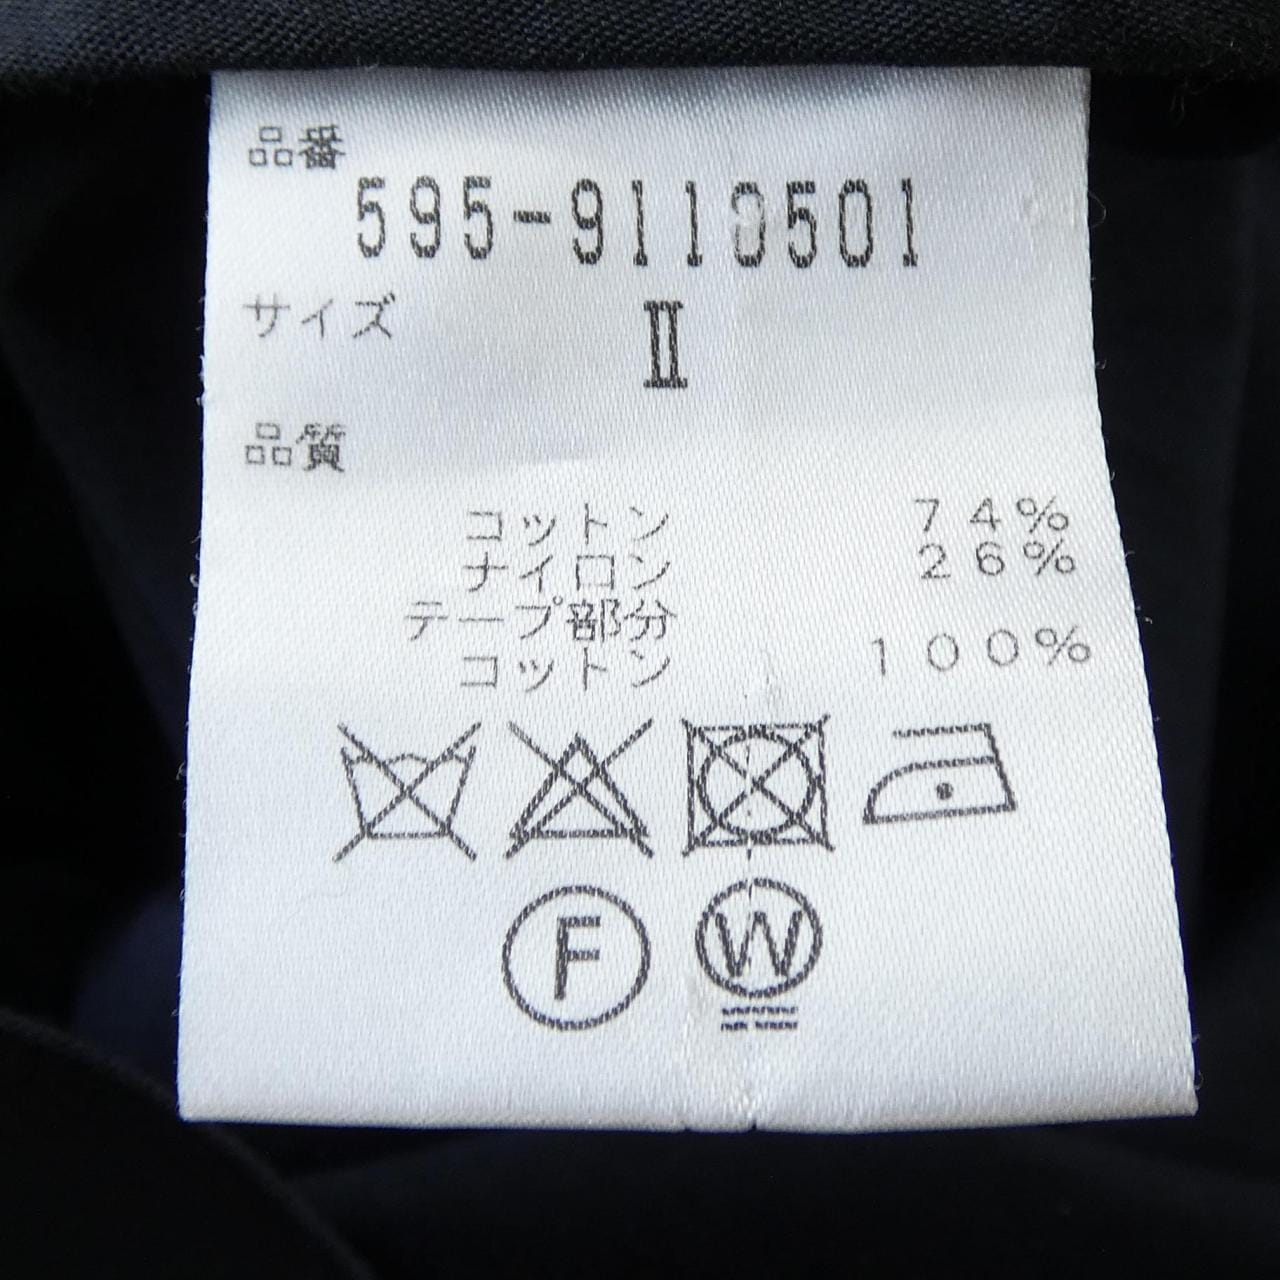 品番
595-9110501
サイズ
Ⅱ
品質
コットン 74%
ナイロン 26%
テープ部分
コットン 100%
F W